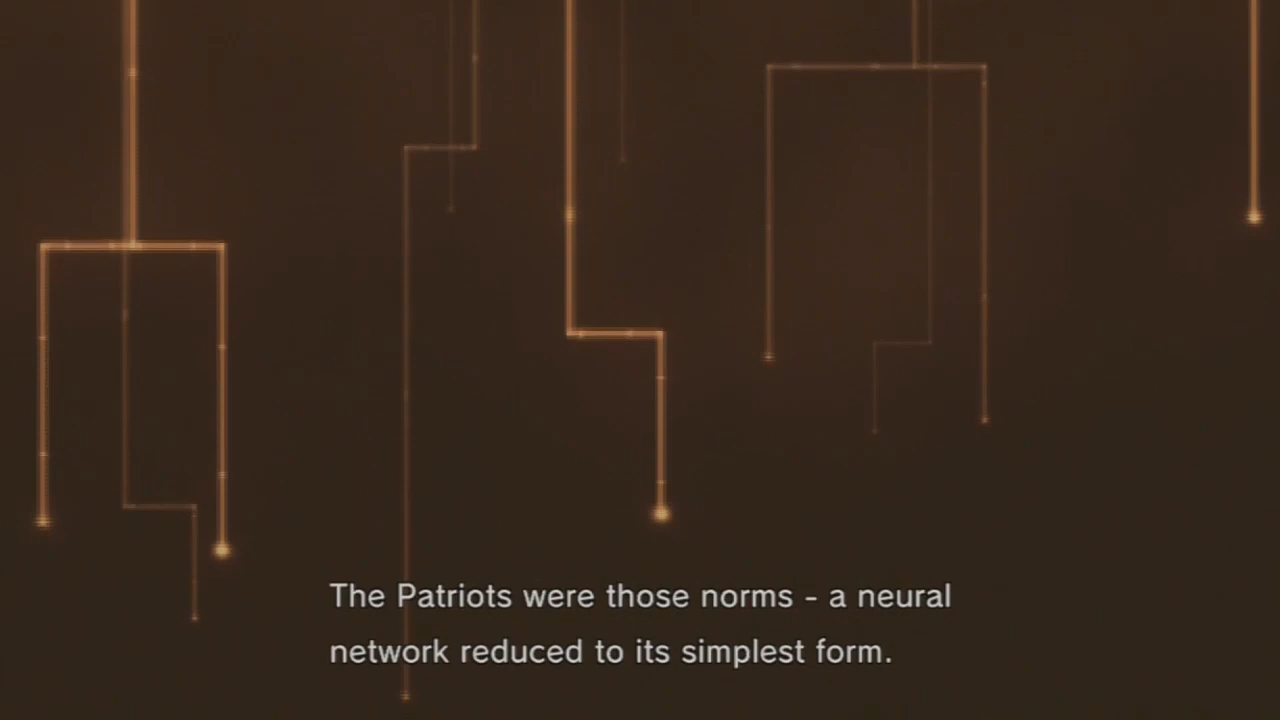 The Patriots were those norms - a neural
network reduced to its simplest form.